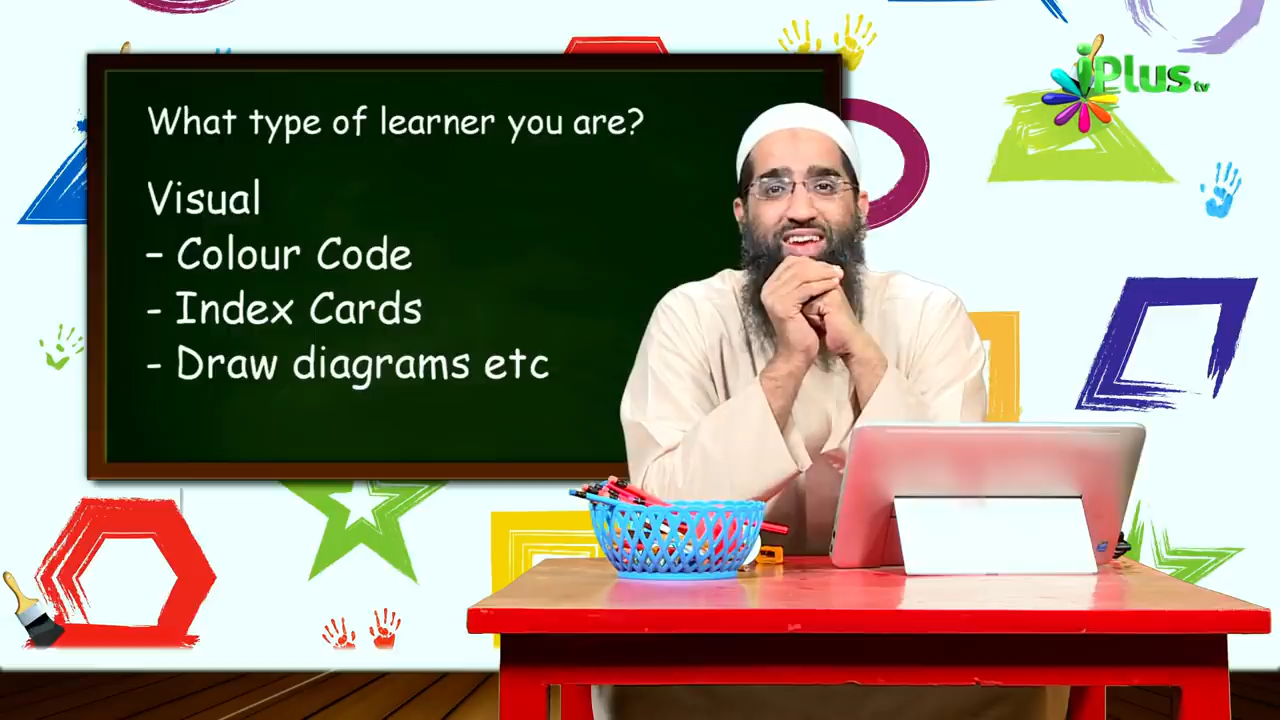 What type of learner you are?
Visual
- Colour Code
- Index Cards
- Draw diagrams etc
iPlus tv